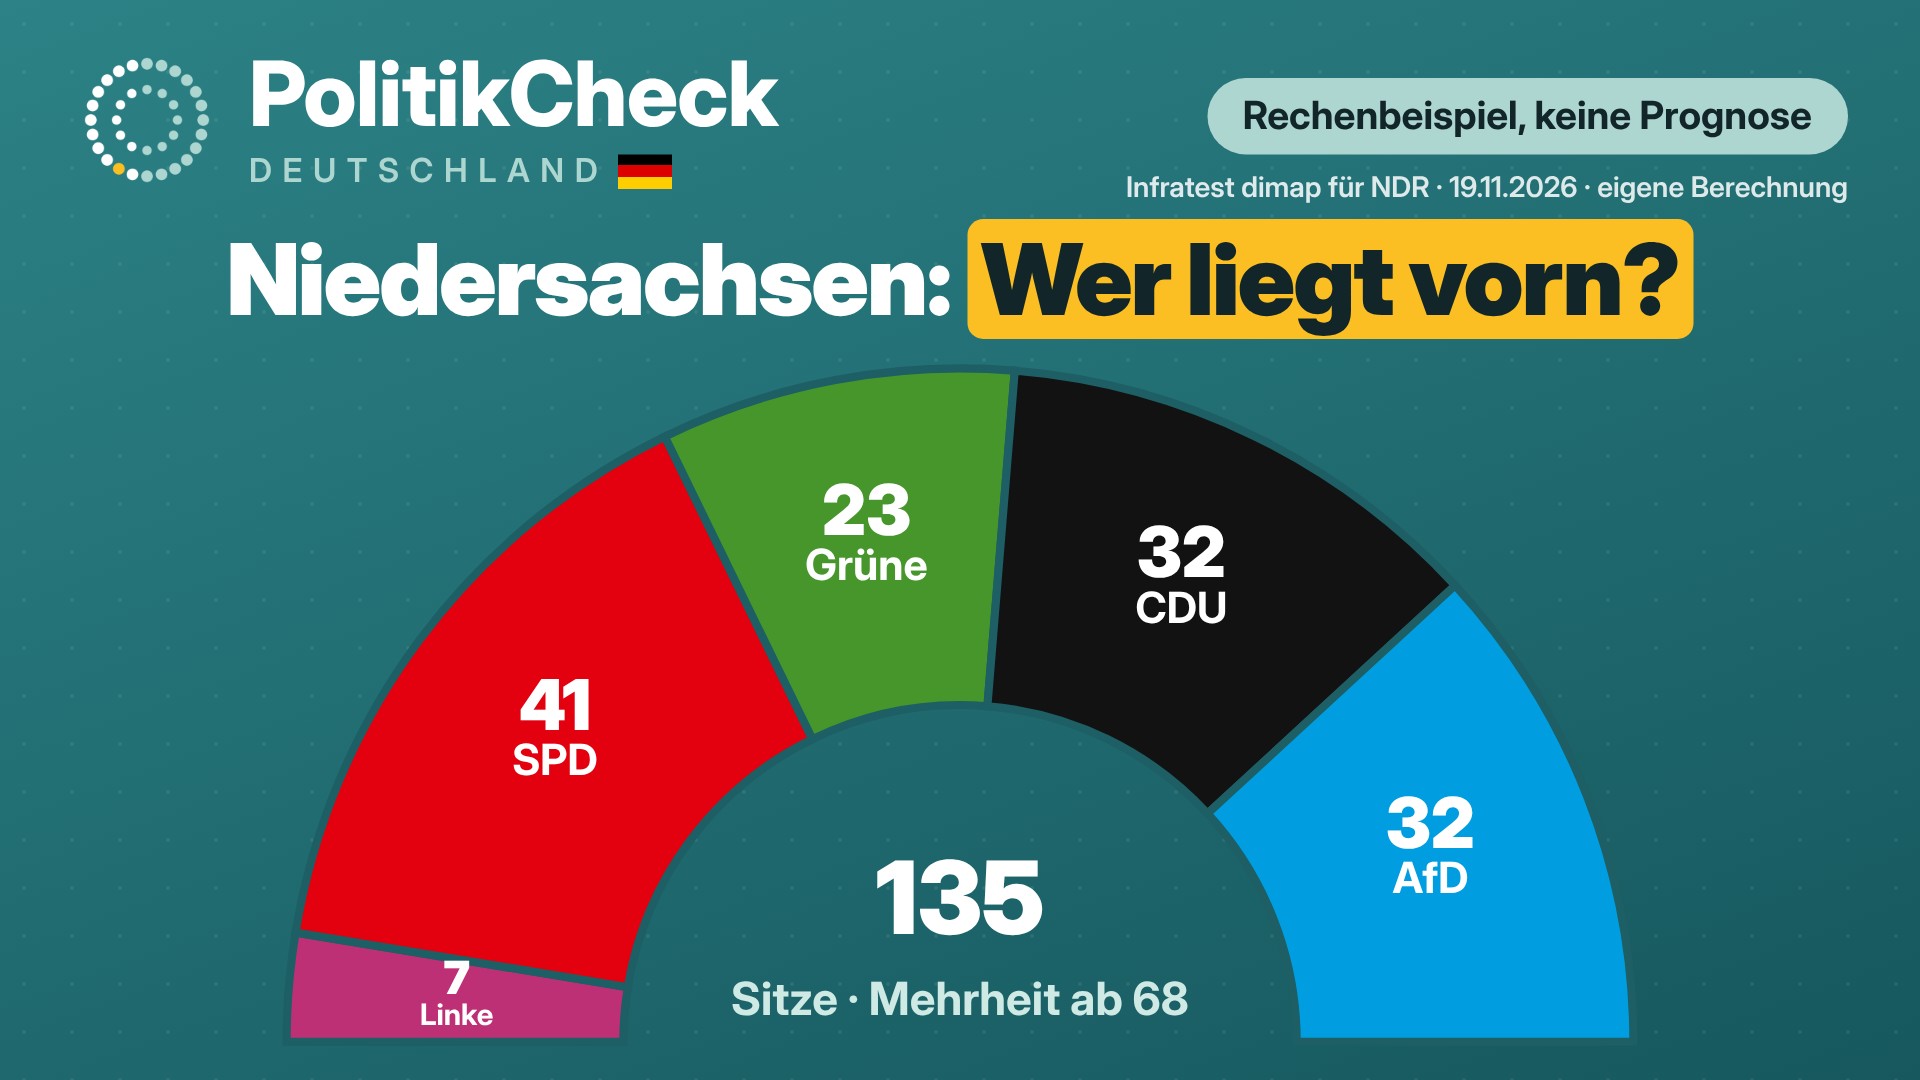 PolitikCheck
DEUTSCHLAND
Rechenbeispiel, keine Prognose
Infratest dimap für NDR · 19.11.2026 · eigene Berechnung
Niedersachsen: Wer liegt vorn?
23
Grüne
32
CDU
41
SPD
32
AfD
7
Linke
135
Sitze · Mehrheit ab 68